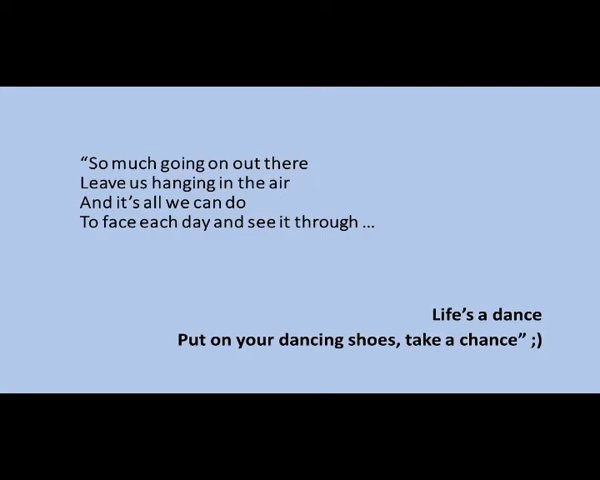 “So much going on out there
Leave us hanging in the air
And it’s all we can do
To face each day and see it through ...
Life’s a dance
Put on your dancing shoes, take a chance” ;)